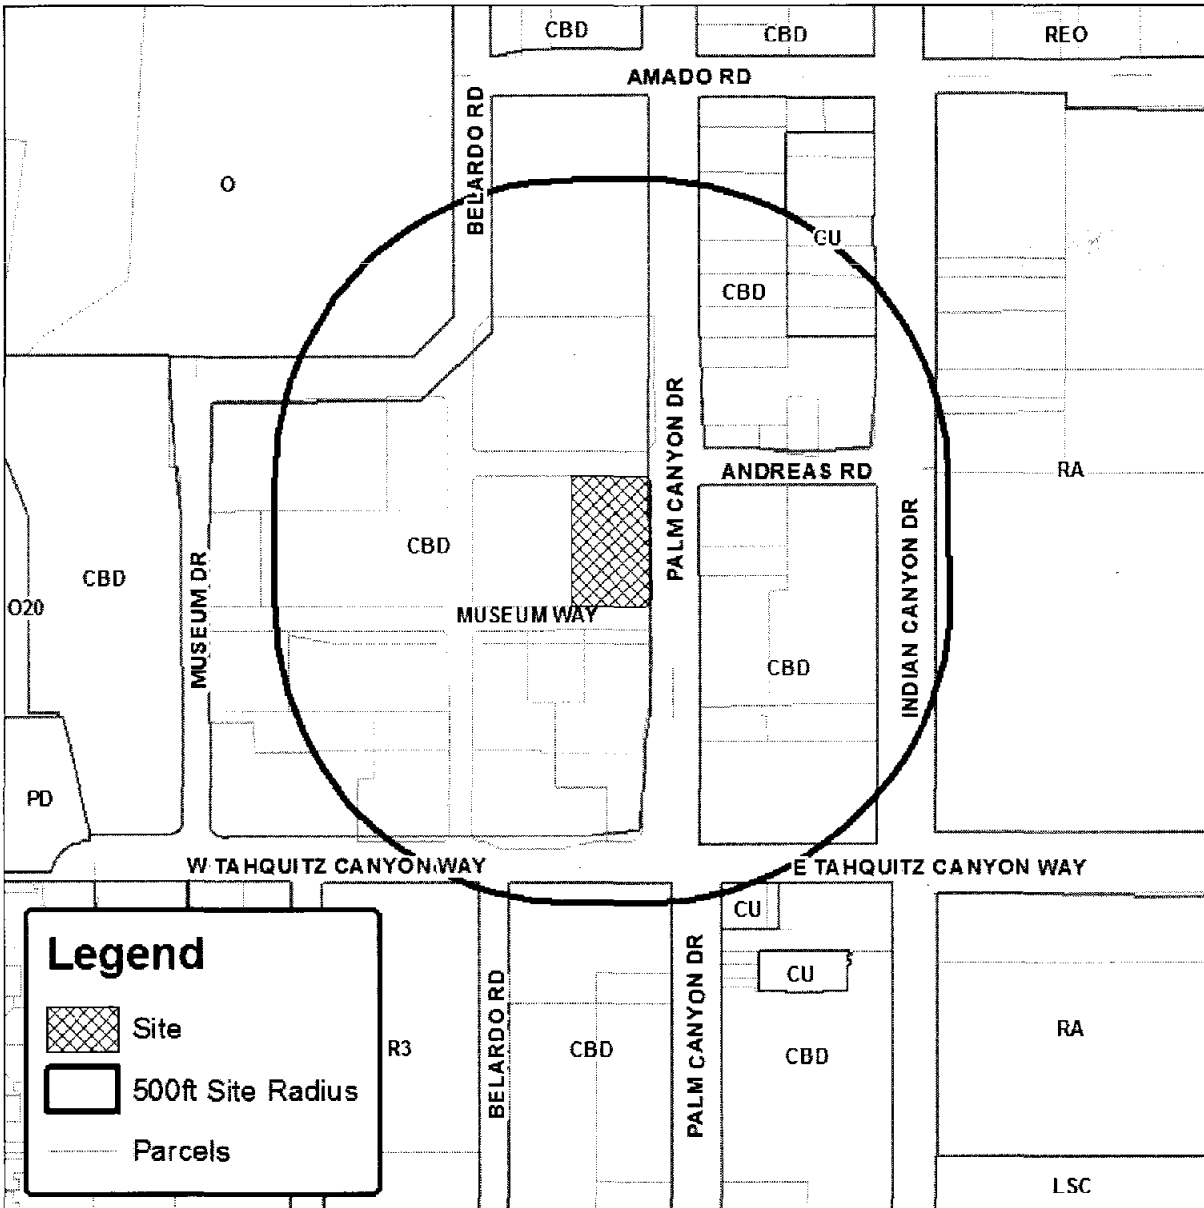 CBD
CBD
REO
AMADO RD
BELARDO RD
O
CU
CBD
PALM CANYON DR
ANDREAS RD
RA
INDIAN CANYON DR
CBD
MUSEUM DR
CBD
O20
MUSEUM WAY
CBD
PD
W TAHQUITZ CANYON WAY
E TAHQUITZ CANYON WAY
CU
CU
BELARDO RD
PALM CANYON DR
R3
CBD
CBD
RA
LSC
Legend
Site
500ft Site Radius
Parcels